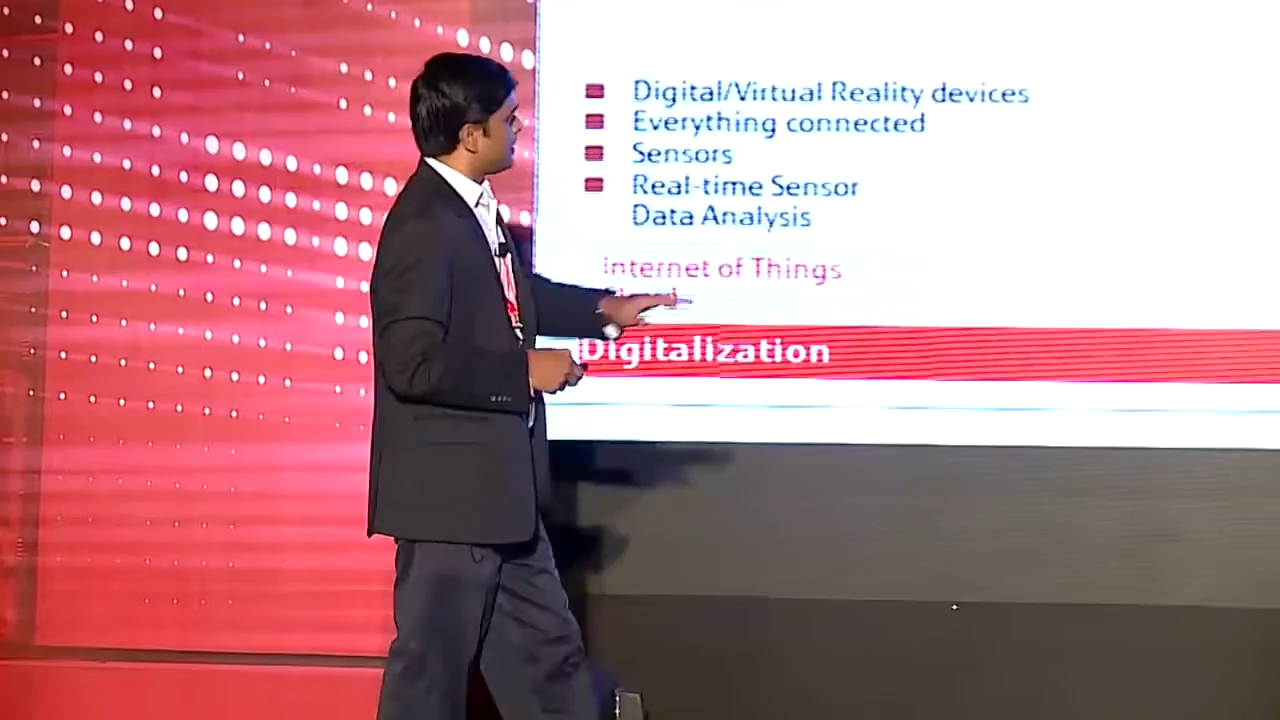 Digital/Virtual Reality devices
Everything connected
Sensors
Real-time Sensor
Data Analysis
Internet of Things
Digitalization